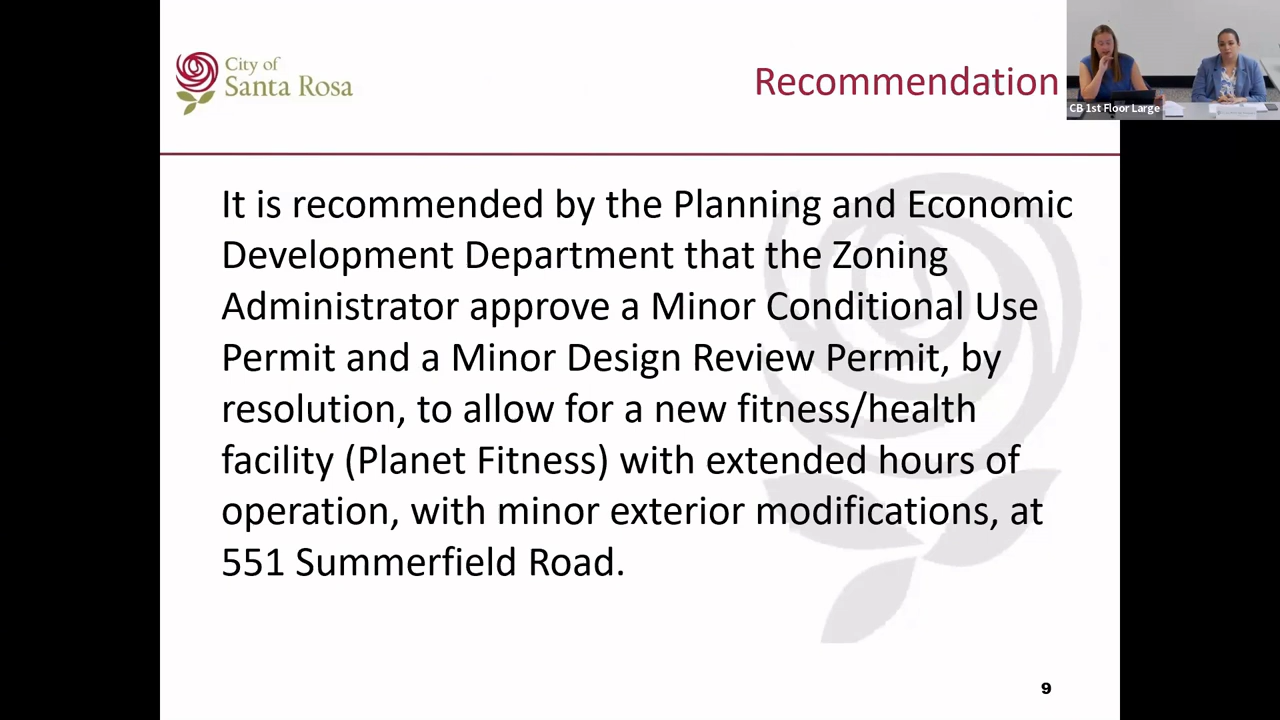 City of
Santa Rosa
Recommendation
CB 1st Floor Large
It is recommended by the Planning and Economic
Development Department that the Zoning
Administrator approve a Minor Conditional Use
Permit and a Minor Design Review Permit, by
resolution, to allow for a new fitness/health
facility (Planet Fitness) with extended hours of
operation, with minor exterior modifications, at
551 Summerfield Road.
9